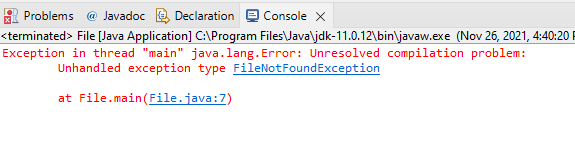 Problems Javadoc Declaration Console
<terminated> File [Java Application] C:\Program Files\Java\jdk-11.0.12\bin\javaw.exe (Nov 26, 2021, 4:40:20 P
Exception in thread "main" java.lang.Error: Unresolved compilation problem:
Unhandled exception type FileNotFoundException
at File.main(File.java:7)